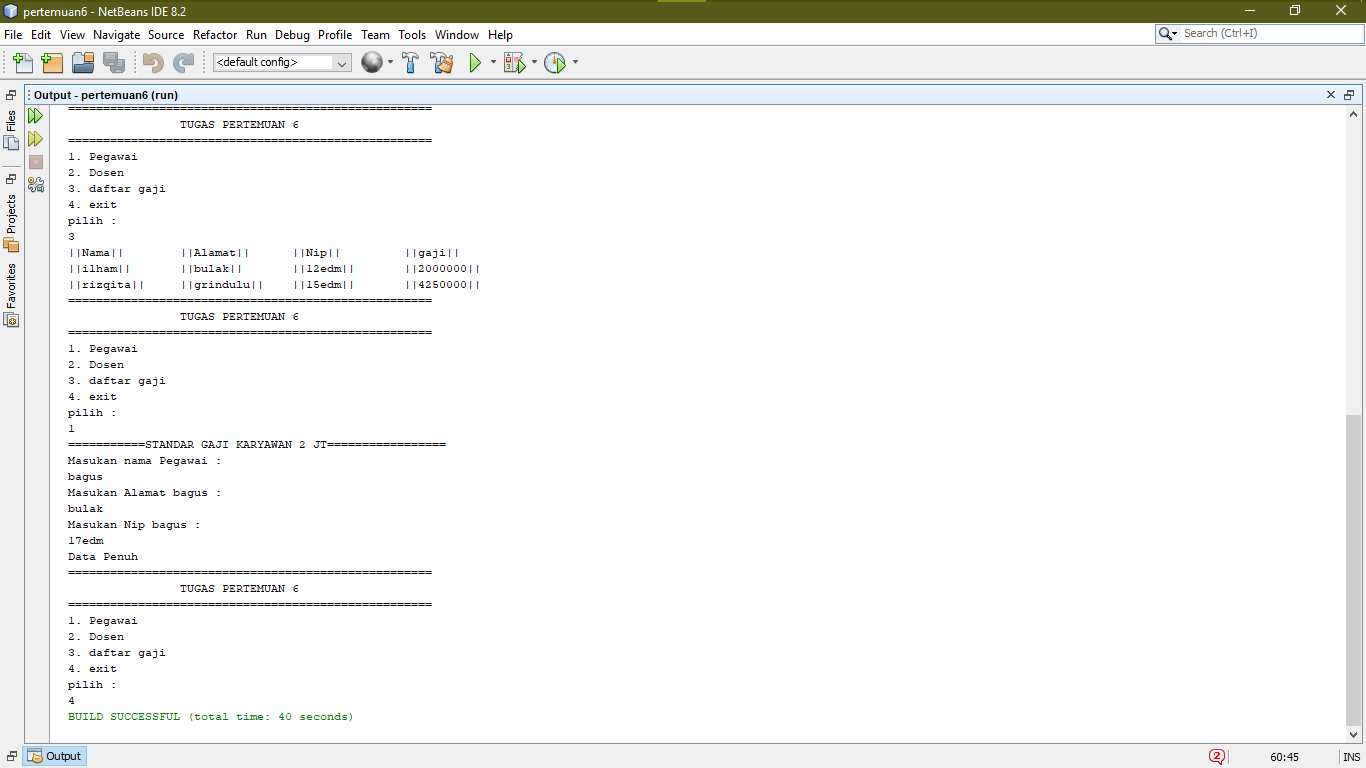 pertemuan6 - NetBeans IDE 8.2
File Edit View Navigate Source Refactor Run Debug Profile Team Tools Window Help
Search (Ctrl+I)
<default config>
Output - pertemuan6 (run)
Files
Projects
Favorites
====================================================
TUGAS PERTEMUAN 6
====================================================
1. Pegawai
2. Dosen
3. daftar gaji
4. exit
pilih :
3
||Nama|| ||Alamat|| ||Nip|| ||gaji||
||ilham|| ||bulak|| ||12edm|| ||2000000||
||rizqita|| ||grindulu|| ||15edm|| ||4250000||
====================================================
TUGAS PERTEMUAN 6
====================================================
1. Pegawai
2. Dosen
3. daftar gaji
4. exit
pilih :
1
===========STANDAR GAJI KARYAWAN 2 JT=================
Masukan nama Pegawai :
bagus
Masukan Alamat bagus :
bulak
Masukan Nip bagus :
17edm
Data Penuh
====================================================
TUGAS PERTEMUAN 6
====================================================
1. Pegawai
2. Dosen
3. daftar gaji
4. exit
pilih :
4
BUILD SUCCESSFUL (total time: 40 seconds)
Output
2
60:45
INS